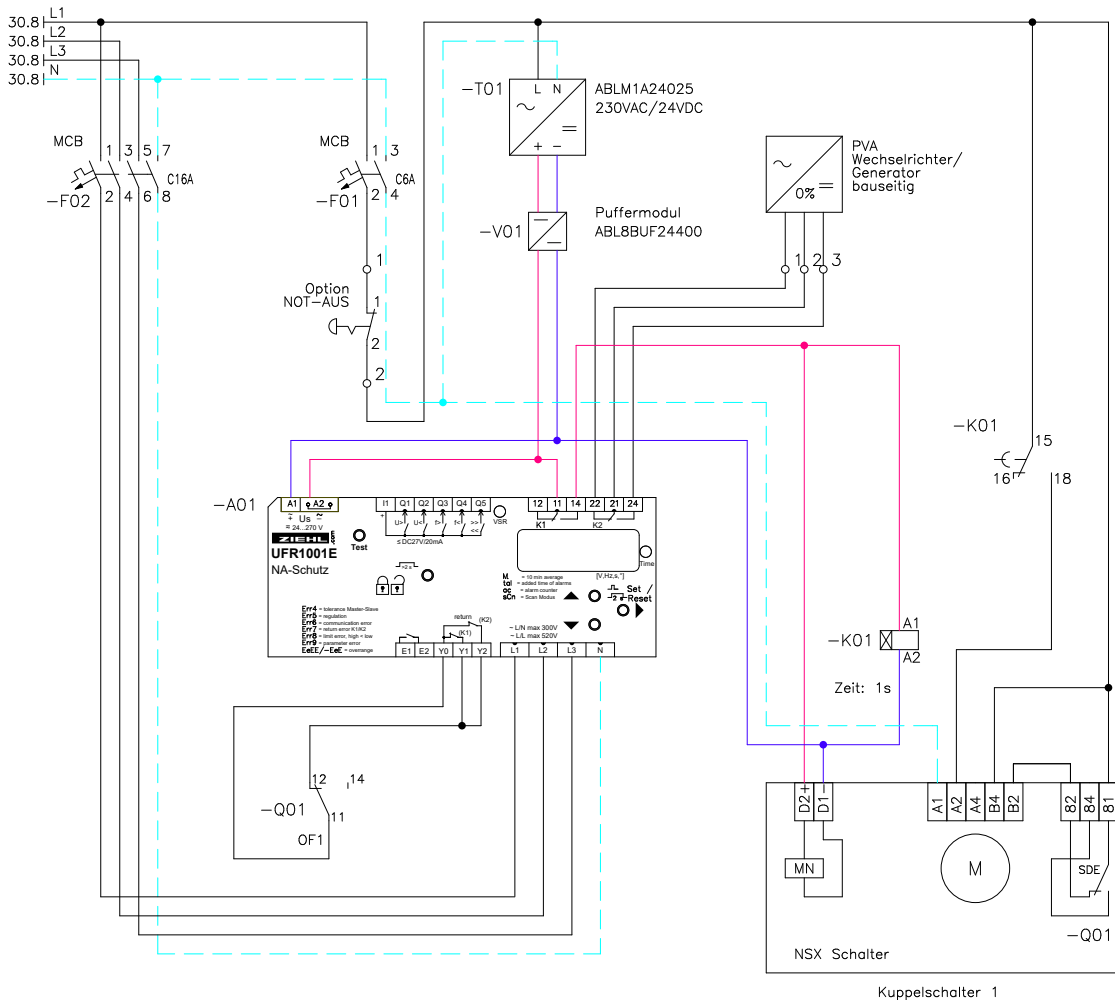 30.8 L1
30.8 L2
30.8 L3
30.8 N
MCB
1 3 5 7
C16A
-F02
2 4 6 8
MCB
1 3
C6A
-F01
2 4
1
Option
NOT-AUS
1
2
2
-T01
L N
+ -
ABLM1A24025
230VAC/24VDC
-V01
Puffermodul
ABL8BUF24400
0%
PVA
Wechselrichter/
Generator
bauseitig
1 2 3
-K01
15
16
18
-A01
A1 A2
Us
= 24...270 V
ZIEHL
UFR1001E
NA-Schutz
Test
I1 Q1 Q2 Q3 Q4 Q5
+ U> U< f> f< >> <<
≤ DC27V/20mA
VSR
12 11 14 22 21 24
K1 K2
Time
>2 s
M = 10 min average
tal = added time of alarms
ac = alarm counter
sCn = Scan Modus
[V,Hz,s,°]
Set /
Reset
2 s
Err4 = tolerance Master-Slave
Err5 = regulation
Err6 = communication error
Err7 = return error K1/K2
Err8 = limit error, high < low
Err9 = parameter error
EeEE/-EeE = overrange
return (K2)
(K1)
~ L/N max 300V
~ L/L max 520V
E1 E2 Y0 Y1 Y2 L1 L2 L3 N
-K01
A1
A2
Zeit: 1s
12 14
-Q01
11
OF1
D2+ D1-
MN
A1 A2 A4 B4 B2
M
82 84 81
SDE
-Q01
NSX Schalter
Kuppelschalter 1